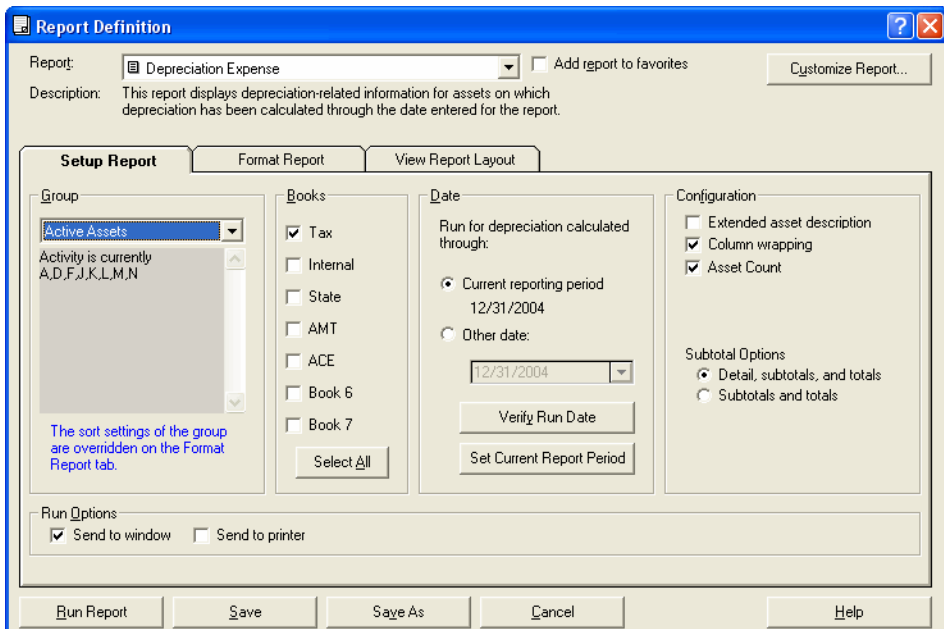 Report Definition
Report: Depreciation Expense Add report to favorites Customize Report...
Description: This report displays depreciation-related information for assets on which
depreciation has been calculated through the date entered for the report.
Setup Report Format Report View Report Layout
Group
Active Assets
Activity is currently
A,D,F,J,K,L,M,N
The sort settings of the group
are overridden on the Format
Report tab.
Books
Tax
Internal
State
AMT
ACE
Book 6
Book 7
Select All
Date
Run for depreciation calculated
through:
Current reporting period
12/31/2004
Other date:
12/31/2004
Verify Run Date
Set Current Report Period
Configuration
Extended asset description
Column wrapping
Asset Count
Subtotal Options
Detail, subtotals, and totals
Subtotals and totals
Run Options
Send to window Send to printer
Run Report Save Save As Cancel Help